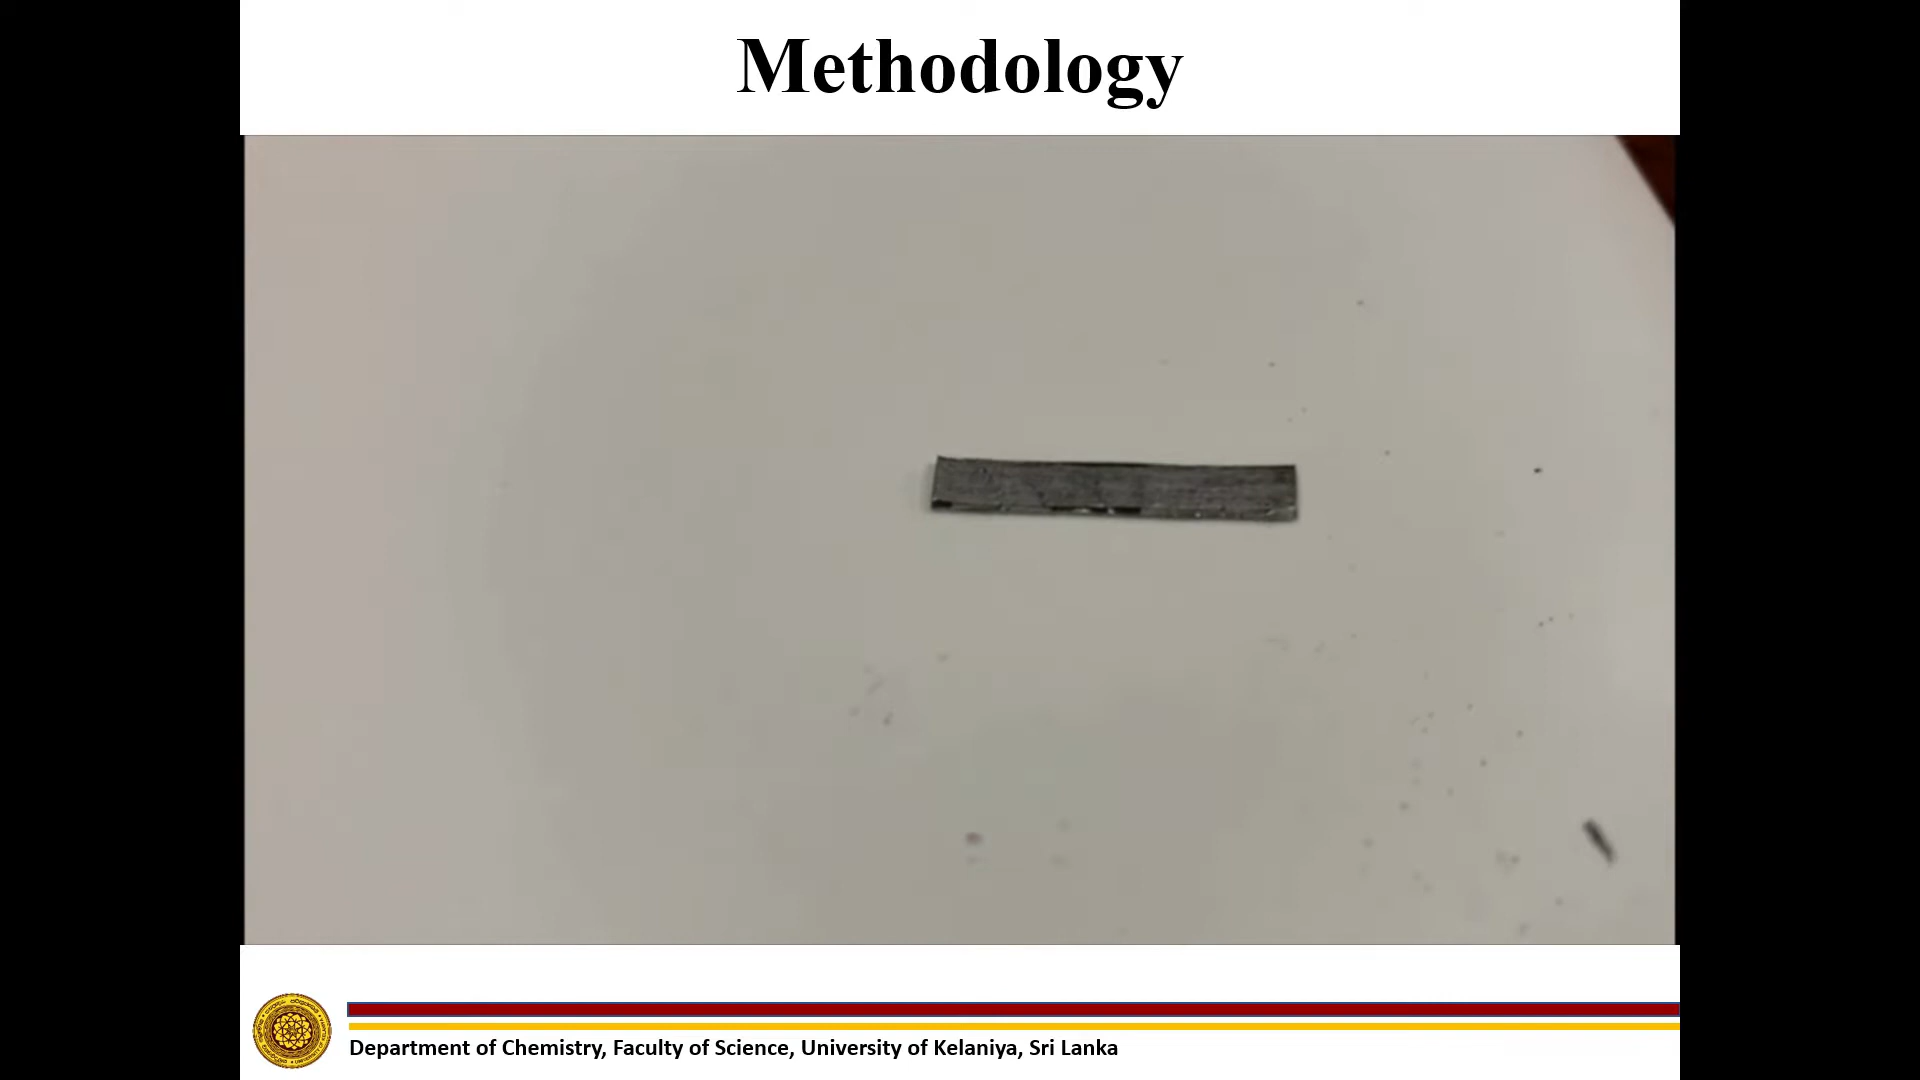 Methodology
Department of Chemistry, Faculty of Science, University of Kelaniya, Sri Lanka